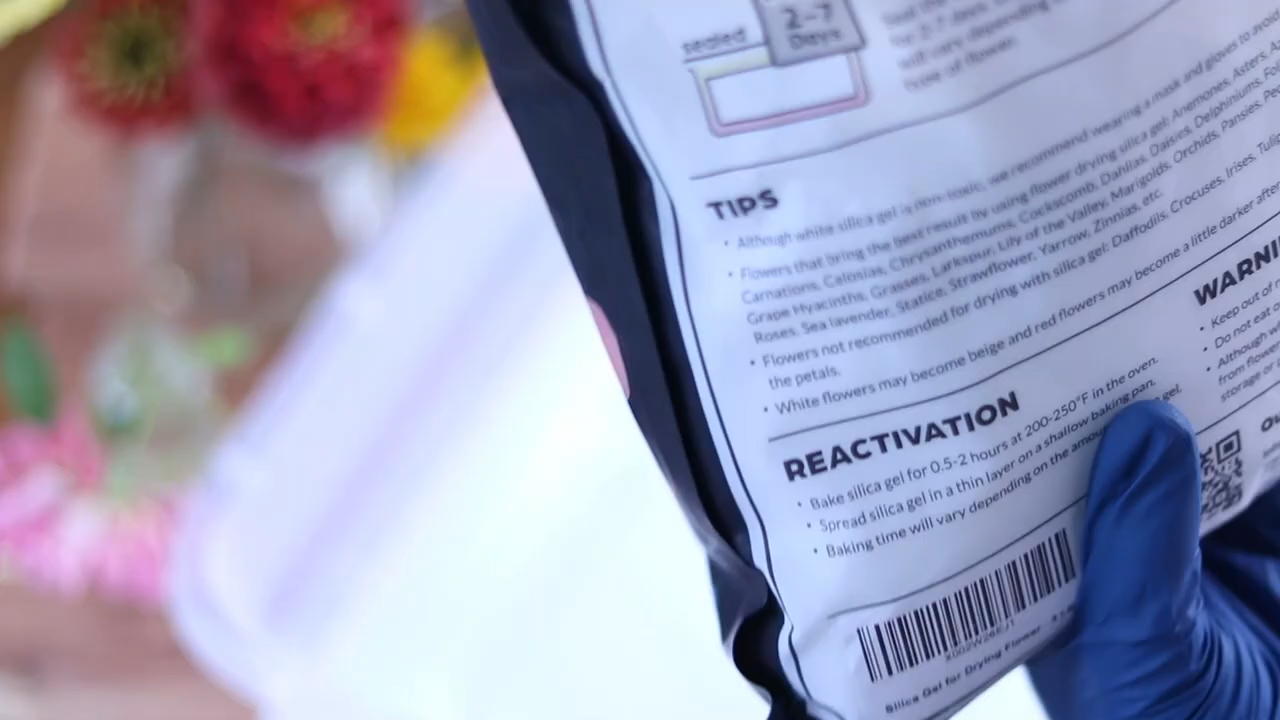 sealed
2-7
Days
for 2-7 days.
will vary depending
type of flower.
TIPS
• Although white silica gel is non-toxic, we recommend wearing a mask and gloves to avoid
• Flowers that bring the best result by using flower drying silica gel: Anemones, Asters,
Carnations, Celosias, Chrysanthemums, Cockscomb, Dahlias, Daisies, Delphiniums,
Grape Hyacinths, Grasses, Larkspur, Lily of the Valley, Marigolds, Orchids, Pansies,
Roses, Sea lavender, Statice, Strawflower, Yarrow, Zinnias, etc.
• Flowers not recommended for drying with silica gel: Daffodils, Crocuses, Irises,
the petals.
• White flowers may become beige and red flowers may become a little darker after
REACTIVATION
• Bake silica gel for 0.5-2 hours at 200-250°F in the oven.
• Spread silica gel in a thin layer on a shallow baking pan.
• Baking time will vary depending on the gel.
WARNI
• Keep out of
• Do not eat
• Although
from
storage or
X002W26EJ1
Silica Gel for Drying Flower